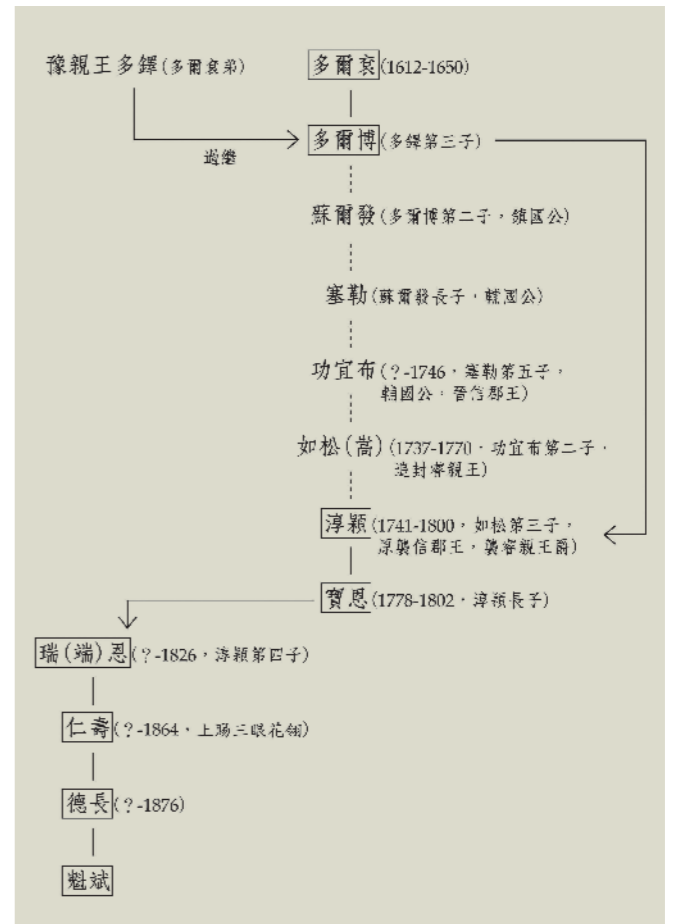 豫親王多鐸(多爾袞弟)
多爾袞(1612-1650)
過繼
多爾博(多鐸第三子)
蘇爾發(多爾博第二子，鎮國公)
塞勒(蘇爾發長子，輔國公)
功宜布(？-1746，塞勒第五子，
輔國公，晉信郡王)
如松(嵩)(1737-1770，功宜布第二子，
追封睿親王)
淳穎(1741-1800，如松第三子，
原襲信郡王，襲睿親王爵)
寶恩(1778-1802，淳穎長子)
瑞(端)恩(？-1826，淳穎第四子)
仁壽(？-1864，上賜三眼花翎)
德長(？-1876)
魁斌